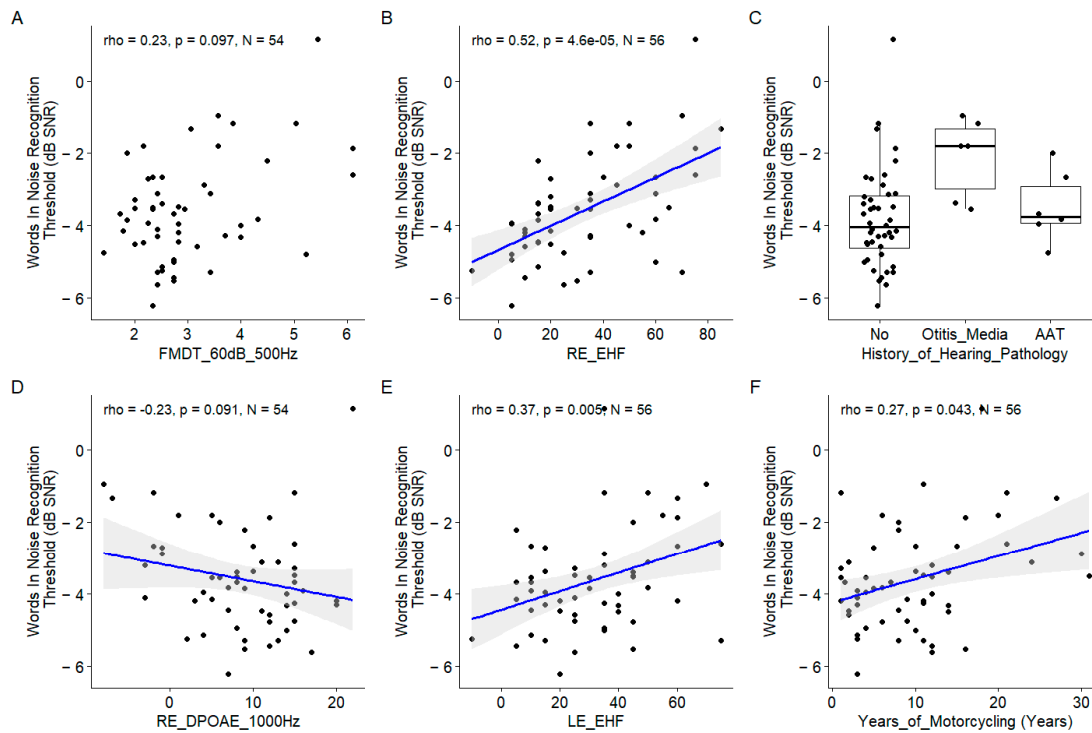 A
rho = 0.23, p = 0.097, N = 54
Words In Noise Recognition
Threshold (dB SNR)
0
− 2
− 4
− 6
2 3 4 5 6
FMDT_60dB_500Hz
B
rho = 0.52, p = 4.6e-05, N = 56
Words In Noise Recognition
Threshold (dB SNR)
0
− 2
− 4
− 6
0 20 40 60 80
RE_EHF
C
Words In Noise Recognition
Threshold (dB SNR)
0
− 2
− 4
− 6
No Otitis_Media AAT
History_of_Hearing_Pathology
D
rho = -0.23, p = 0.091, N = 54
Words In Noise Recognition
Threshold (dB SNR)
0
− 2
− 4
− 6
0 10 20
RE_DPOAE_1000Hz
E
rho = 0.37, p = 0.005, N = 56
Words In Noise Recognition
Threshold (dB SNR)
0
− 2
− 4
− 6
0 20 40 60
LE_EHF
F
rho = 0.27, p = 0.043, N = 56
Words In Noise Recognition
Threshold (dB SNR)
0
− 2
− 4
− 6
0 10 20 30
Years_of_Motorcycling (Years)